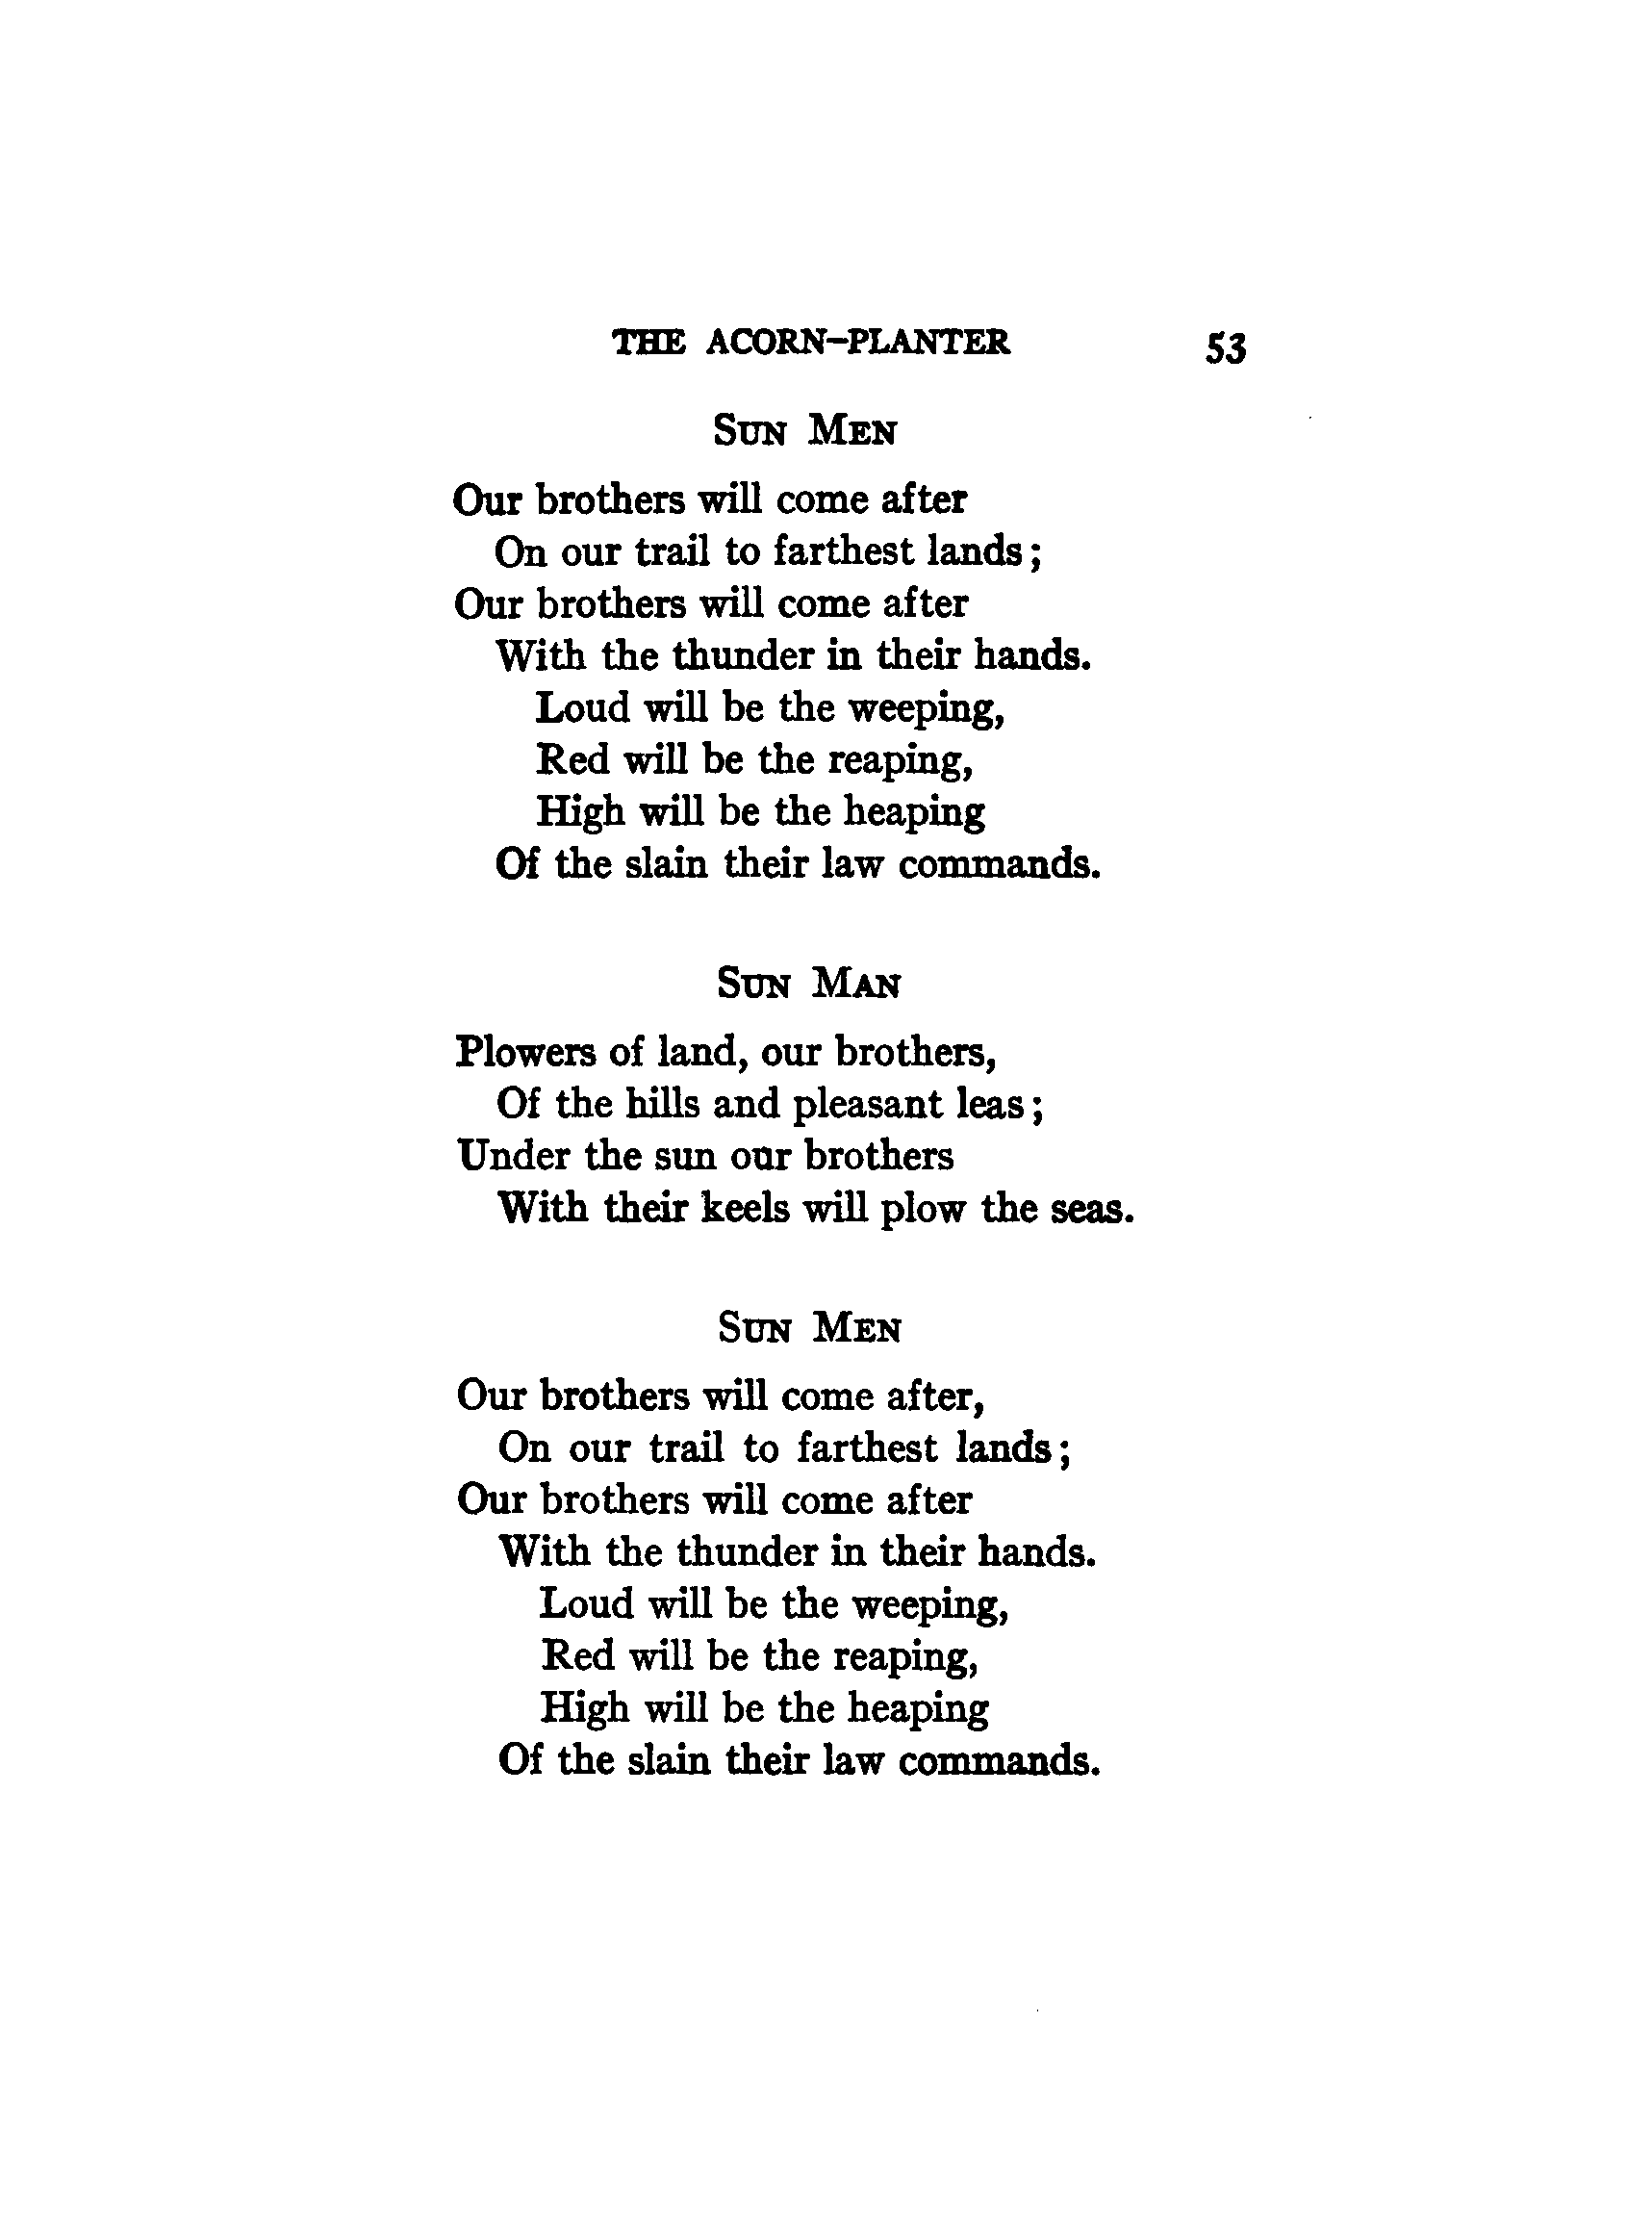 THE ACORN-PLANTER 53
SUN MEN
Our brothers will come after
On our trail to farthest lands;
Our brothers will come after
With the thunder in their hands.
Loud will be the weeping,
Red will be the reaping,
High will be the heaping
Of the slain their law commands.
SUN MAN
Plowers of land, our brothers,
Of the hills and pleasant leas;
Under the sun our brothers
With their keels will plow the seas.
SUN MEN
Our brothers will come after,
On our trail to farthest lands;
Our brothers will come after
With the thunder in their hands.
Loud will be the weeping,
Red will be the reaping,
High will be the heaping
Of the slain their law commands.